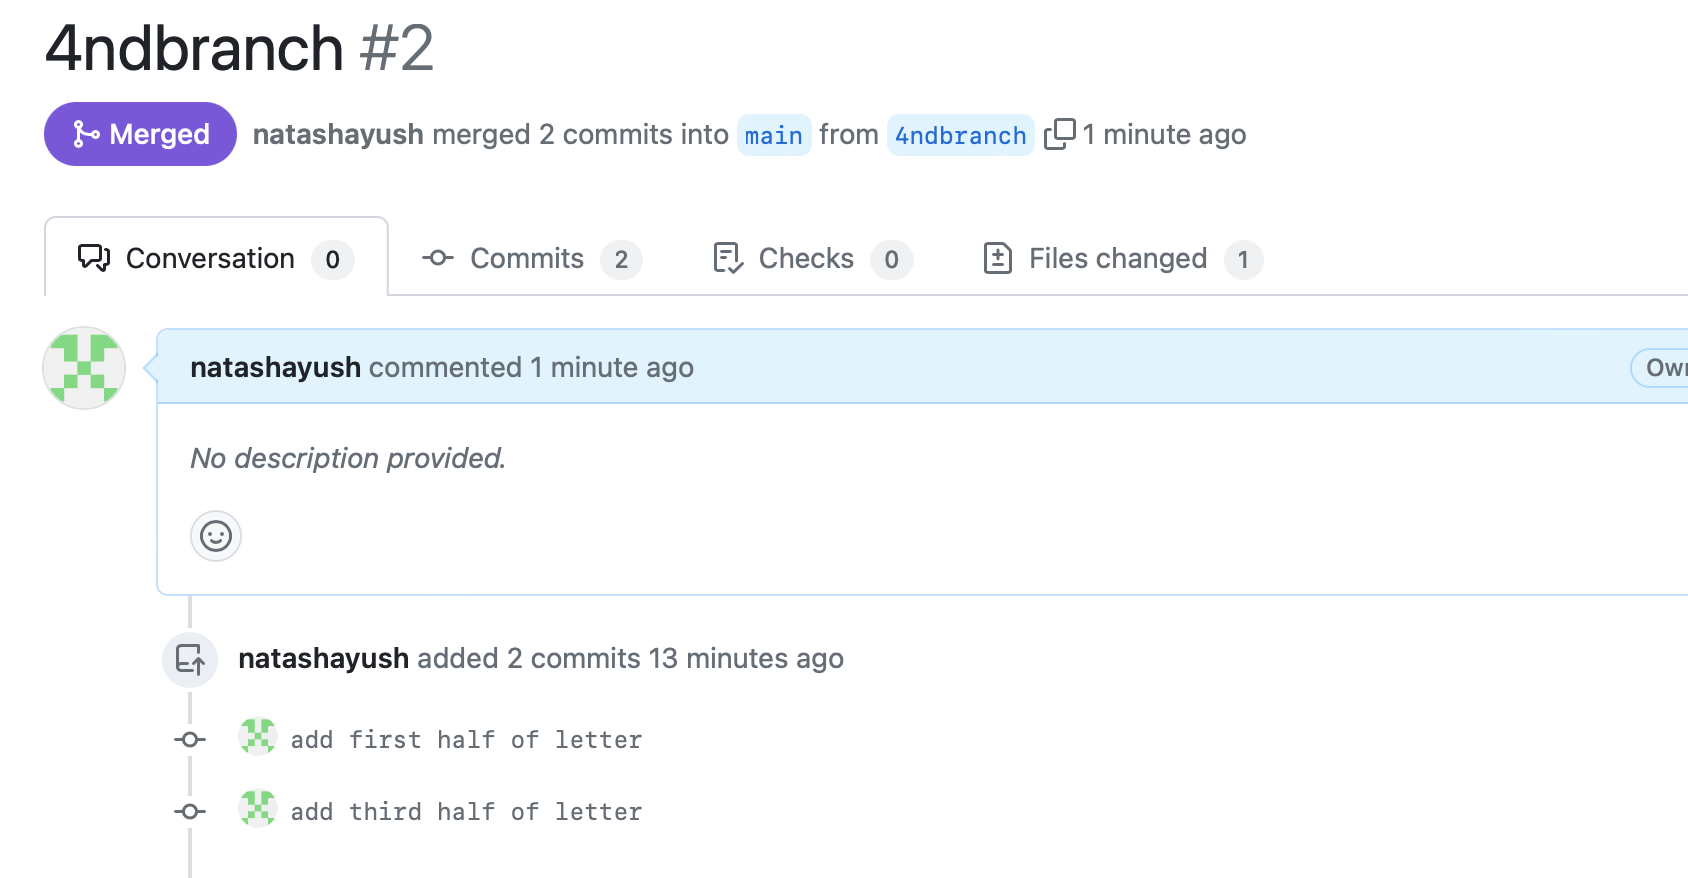 4ndbranch #2
Merged natashayush merged 2 commits into main from 4ndbranch 1 minute ago
Conversation 0 Commits 2 Checks 0 Files changed 1
natashayush commented 1 minute ago
No description provided.
natashayush added 2 commits 13 minutes ago
add first half of letter
add third half of letter